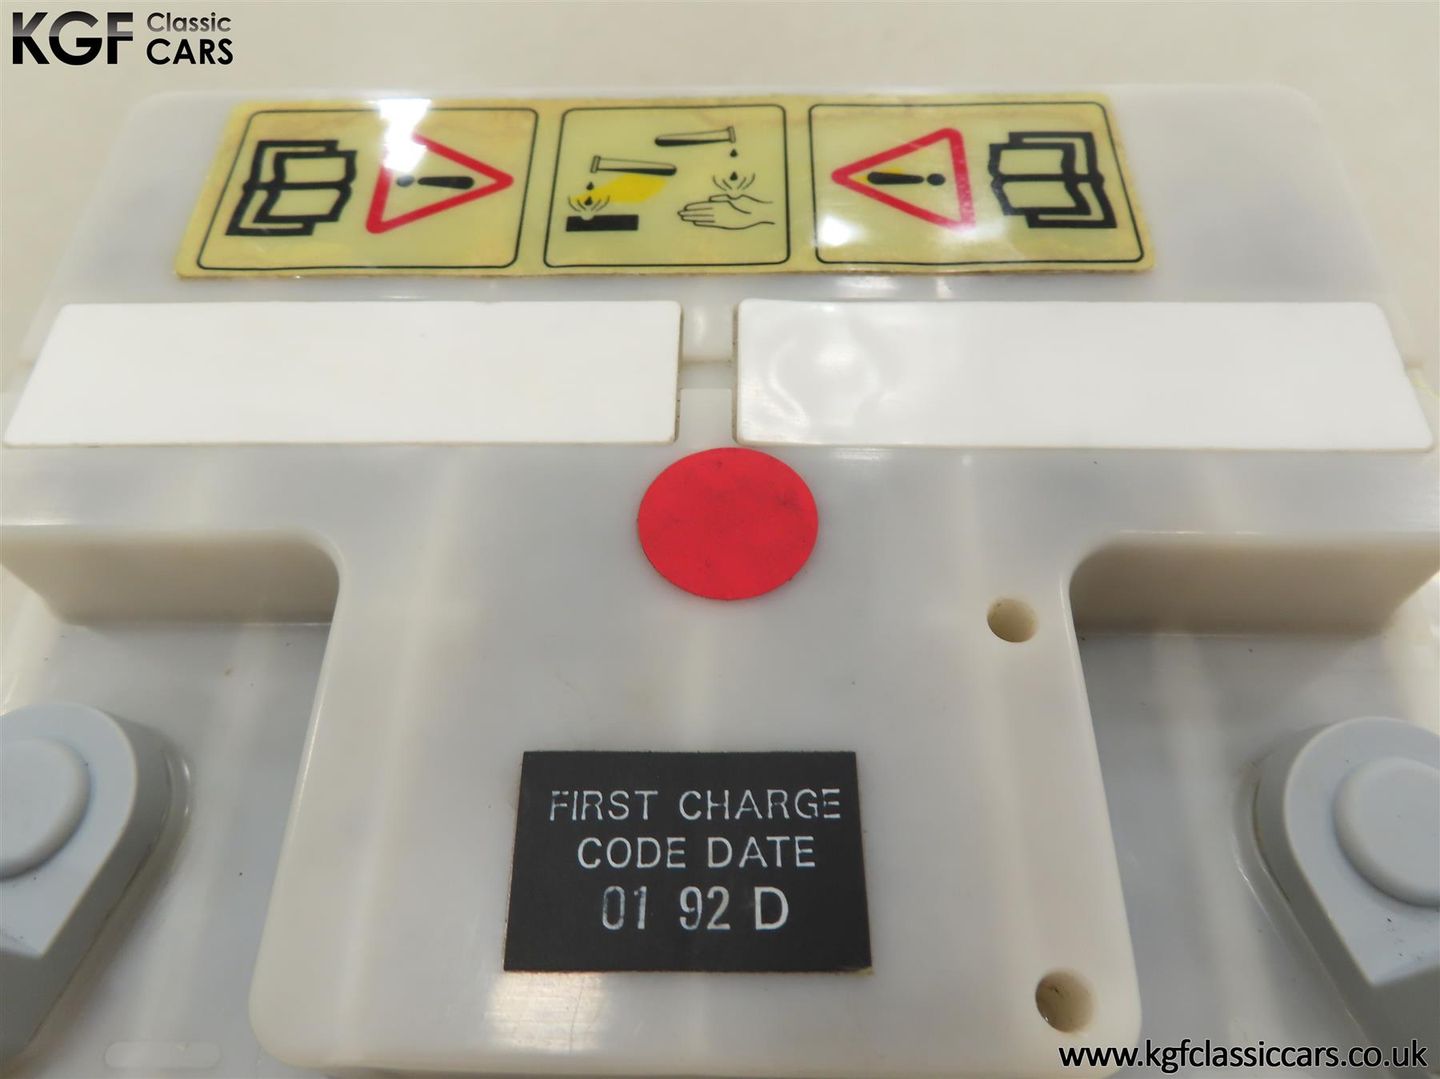 KGF Classic
CARS
FIRST CHARGE
CODE DATE
01 92 D
www.kgfclassiccars.co.uk